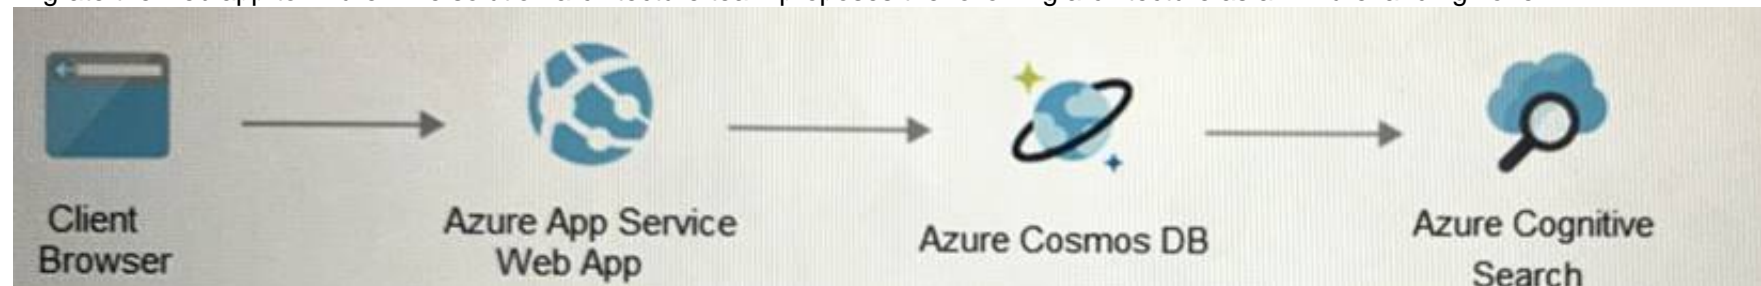 Client
Browser
Azure App Service
Web App
Azure Cosmos DB
Azure Cognitive
Search